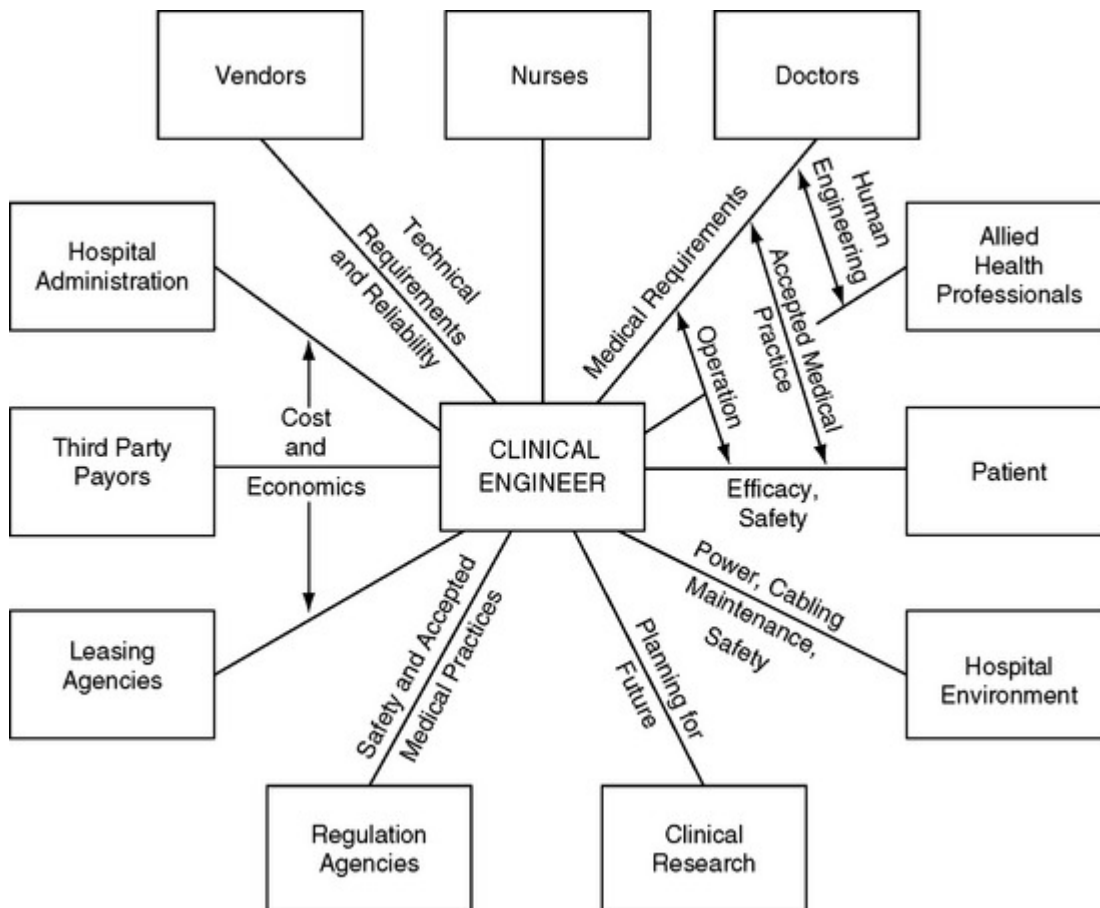 Vendors
Nurses
Doctors
Hospital
Administration
Technical
Requirements
and Reliability
Medical Requirements
Human
Engineering
Allied
Health
Professionals
Accepted Medical
Practice
Operation
Third Party
Payors
Cost
and
Economics
CLINICAL
ENGINEER
Efficacy,
Safety
Patient
Leasing
Agencies
Safety and Accepted
Medical Practices
Planning for
Future
Power, Cabling
Maintenance,
Safety
Hospital
Environment
Regulation
Agencies
Clinical
Research